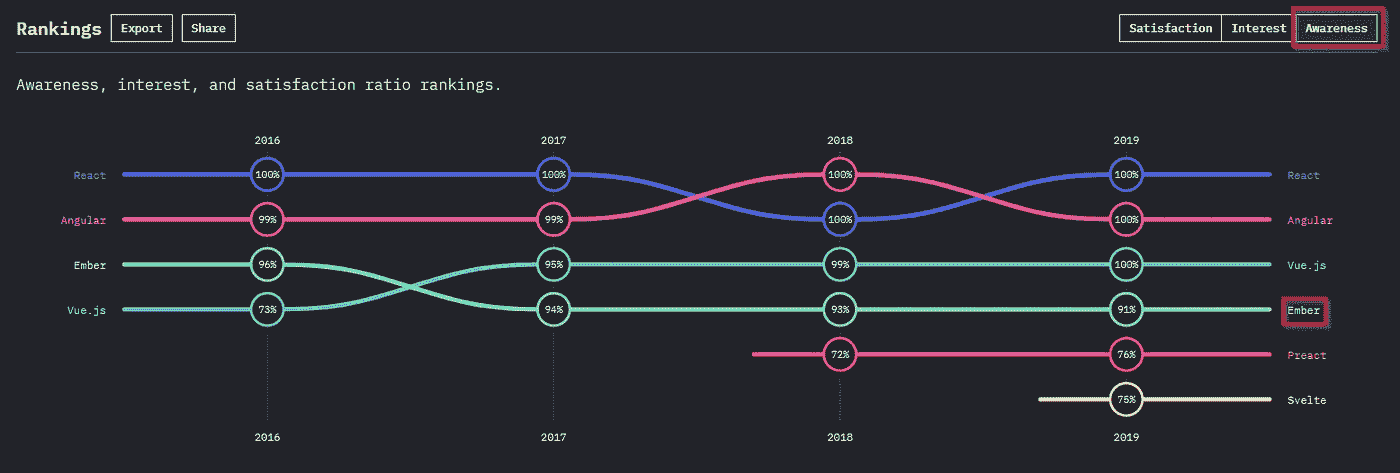 Rankings Export Share Satisfaction Interest Awareness
Awareness, interest, and satisfaction ratio rankings.
2016 2017 2018 2019
React 100% 100% 100% 100% React
Angular 99% 99% 100% 100% Angular
Ember 96% 95% 99% 100% Vue.js
Vue.js 73% 94% 93% 91% Ember
72% 76% Preact
75% Svelte
2016 2017 2018 2019